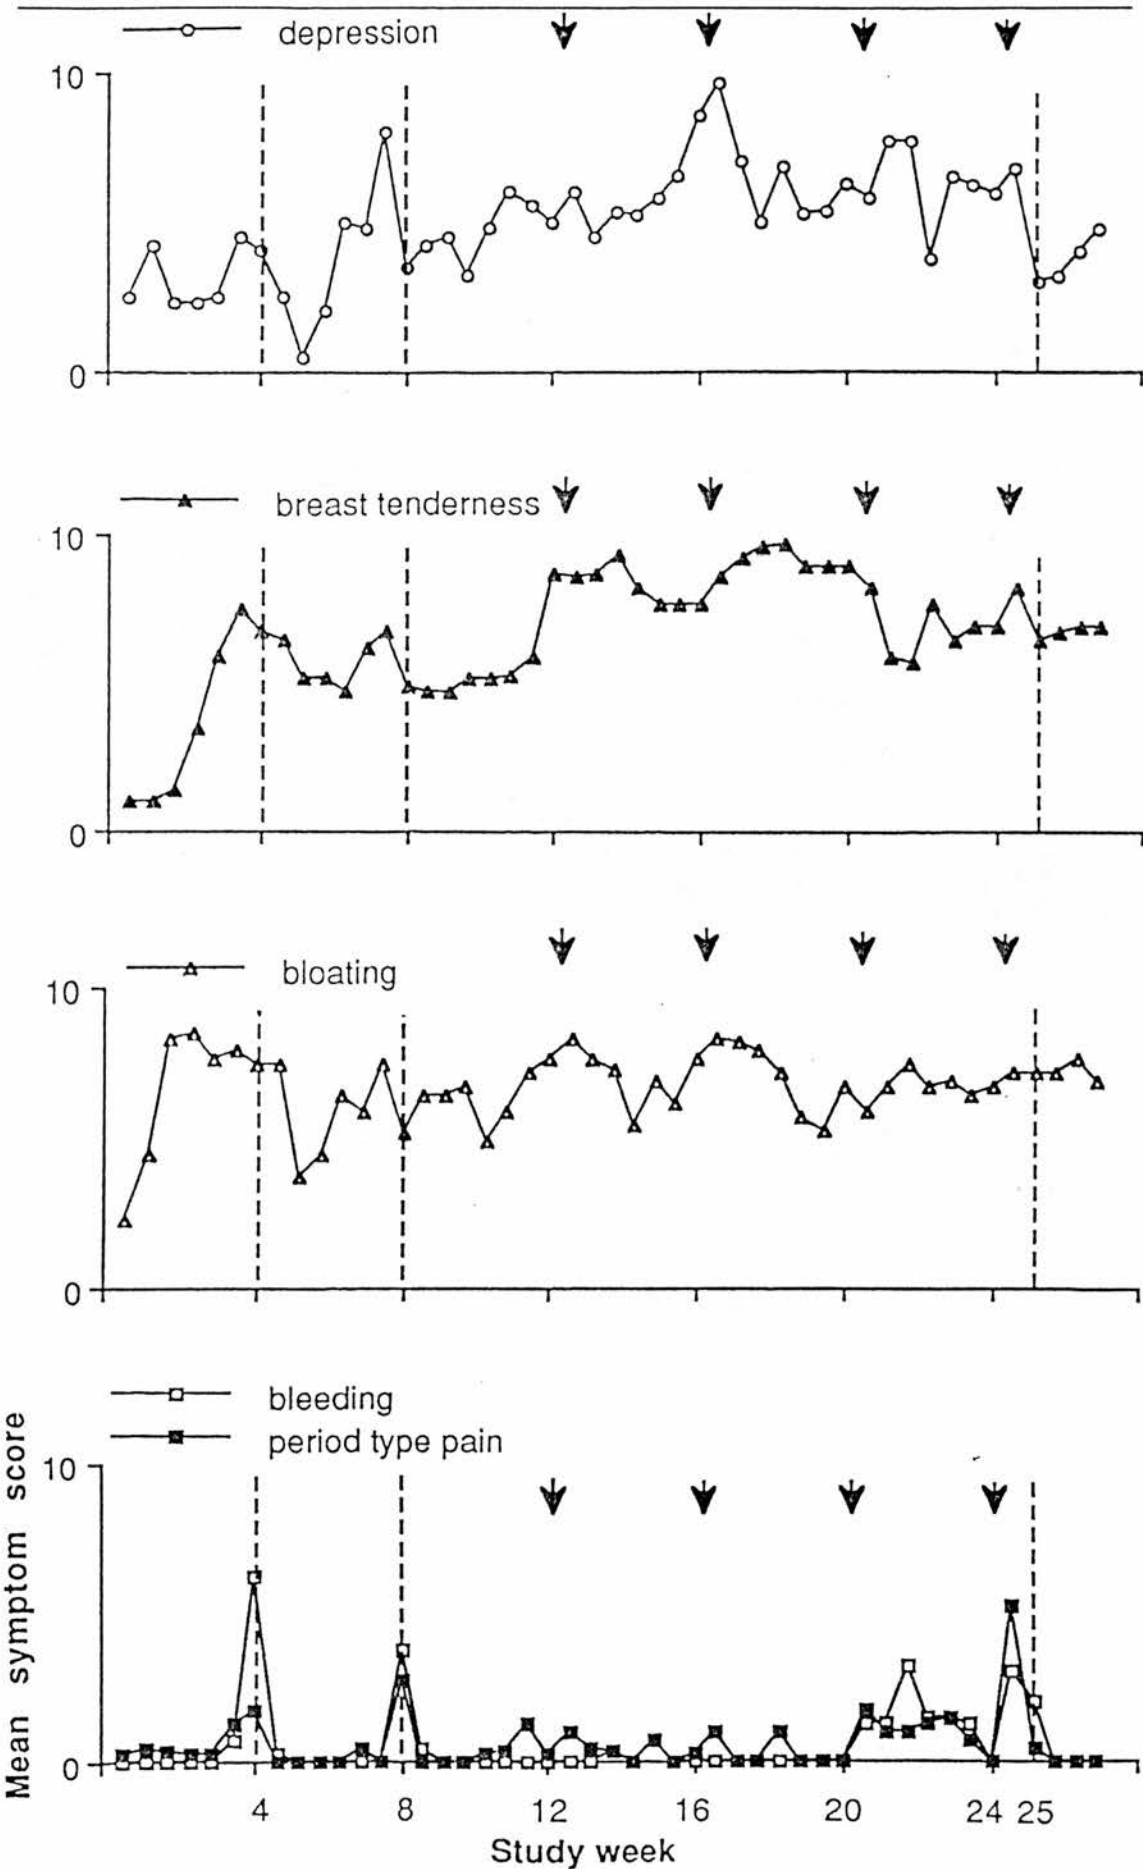 depression
10
0
breast tenderness
10
0
bloating
10
0
bleeding
period type pain
10
0
Mean symptom score
4 8 12 16 20 24 25
Study week